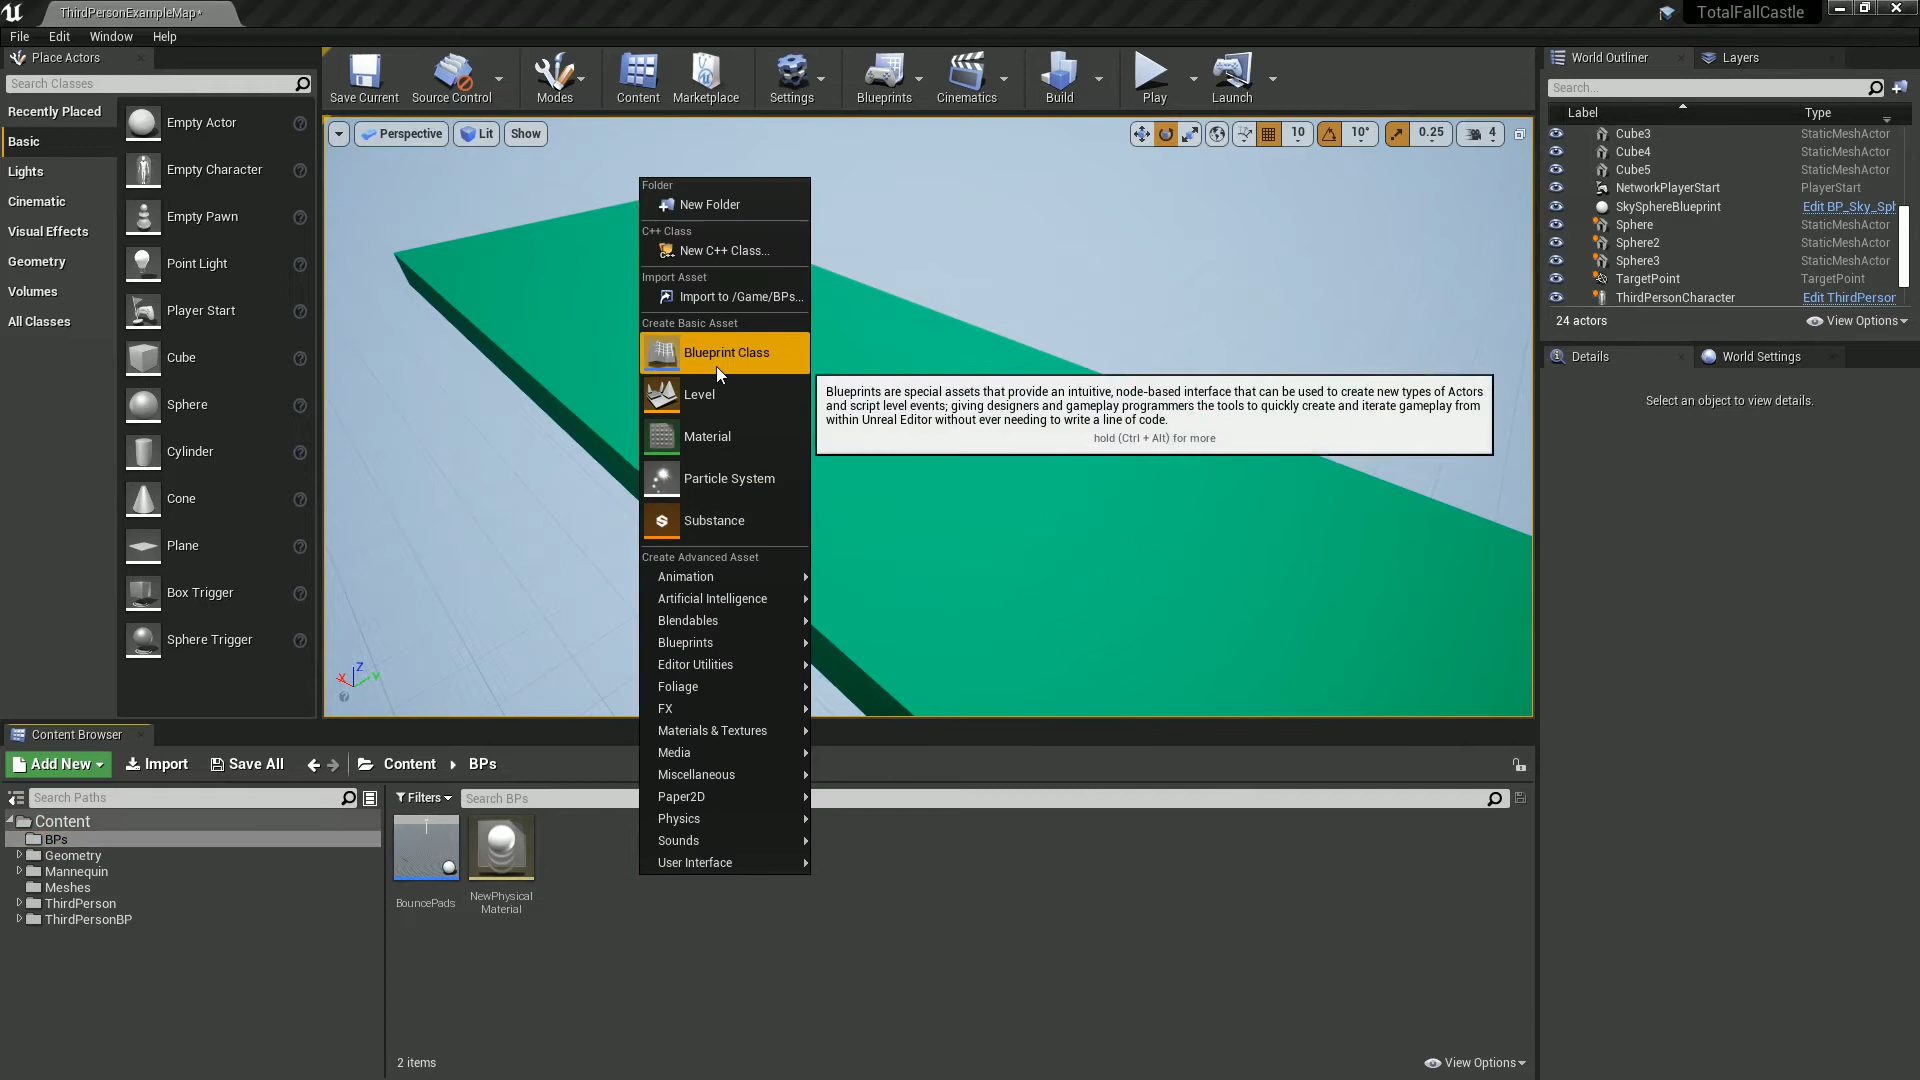 ThirdPersonExampleMap*
TotalFallCastle
File Edit Window Help
Place Actors
Search Classes
Recently Placed
Basic
Lights
Cinematic
Visual Effects
Geometry
Volumes
All Classes
Empty Actor
Empty Character
Empty Pawn
Point Light
Player Start
Cube
Sphere
Cylinder
Cone
Plane
Box Trigger
Sphere Trigger
Save Current Source Control Modes Content Marketplace Settings Blueprints Cinematics Build Play Launch
Perspective Lit Show
10 10° 0.25 4
X Y Z
Folder
New Folder
C++ Class
New C++ Class...
Import Asset
Import to /Game/BPs...
Create Basic Asset
Blueprint Class
Level
Material
Particle System
Substance
Create Advanced Asset
Animation
Artificial Intelligence
Blendables
Blueprints
Editor Utilities
Foliage
FX
Materials & Textures
Media
Miscellaneous
Paper2D
Physics
Sounds
User Interface
Blueprints are special assets that provide an intuitive, node-based interface that can be used to create new types of Actors
and script level events; giving designers and gameplay programmers the tools to quickly create and iterate gameplay from
within Unreal Editor without ever needing to write a line of code.
hold (Ctrl + Alt) for more
World Outliner Layers
Search...
Label Type
Cube3 StaticMeshActor
Cube4 StaticMeshActor
Cube5 StaticMeshActor
NetworkPlayerStart PlayerStart
SkySphereBlueprint Edit BP_Sky_Sph
Sphere StaticMeshActor
Sphere2 StaticMeshActor
Sphere3 StaticMeshActor
TargetPoint TargetPoint
ThirdPersonCharacter Edit ThirdPerson
24 actors View Options
Details World Settings
Select an object to view details.
Content Browser
Add New Import Save All Content BPs
Search Paths
Content
BPs
Geometry
Mannequin
Meshes
ThirdPerson
ThirdPersonBP
Filters Search BPs
BouncePads
NewPhysical
Material
2 items View Options